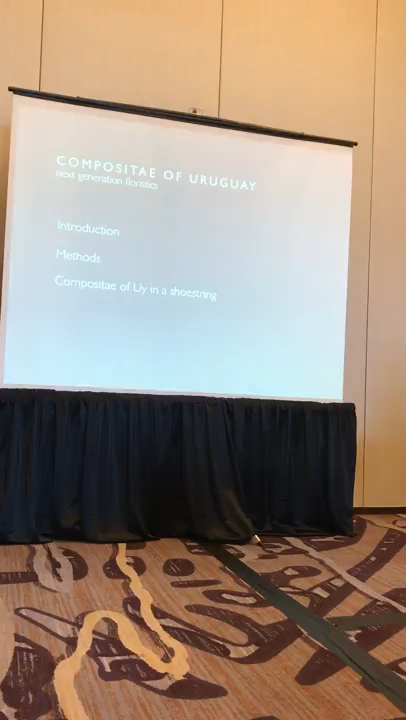 COMPOSITAE OF URUGUAY
next generation floristics
Introduction
Methods
Compositae of Uy in a shoestring